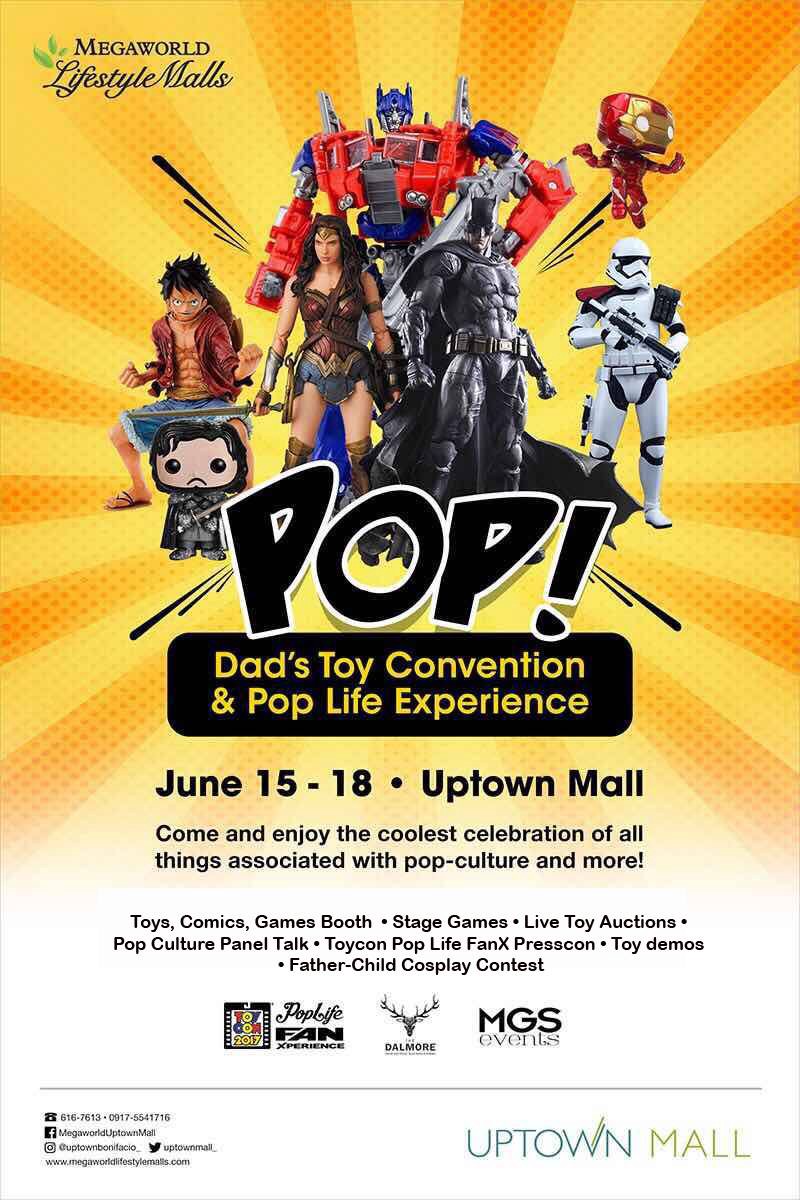 MEGAWORLD
Lifestyle Malls
POP!
Dad's Toy Convention
& Pop Life Experience
June 15 - 18 • Uptown Mall
Come and enjoy the coolest celebration of all
things associated with pop-culture and more!
Toys, Comics, Games Booth • Stage Games • Live Toy Auctions •
Pop Culture Panel Talk • Toycon Pop Life FanX Presscon • Toy demos
• Father-Child Cosplay Contest
TOY
CON
2017
PopLife
FAN
XPERIENCE
THE
DALMORE
MGS
events
616-7613 • 0917-5541716
MegaworldUptownMall
@uptownbonifacio_ uptownmall_
www.megaworldlifestylemalls.com
UPTOWN MALL